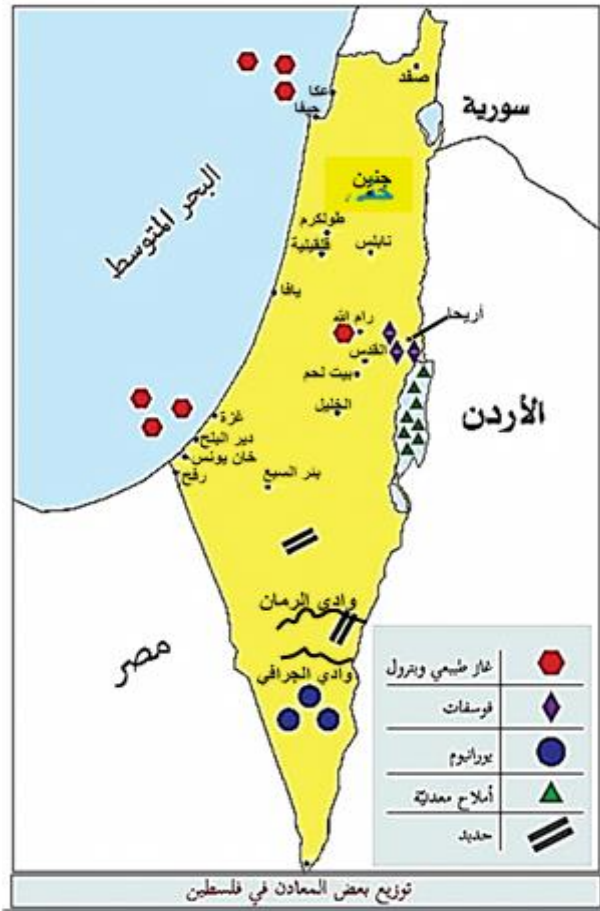 صفد
عكا
حيفا
سورية
البحر المتوسط
جنين
طولكرم
نابلس
قلقيلية
يافا
رام الله
أريحا
القدس
بيت لحم
الخليل
الأردن
غزة
دير البلح
خان يونس
رفح
بئر السبع
وادي الرمان
مصر
وادي الجرافي
غاز طبيعي وبترول
فوسفات
يورانيوم
أملاح معدنيّة
حديد
توزيع بعض المعادن في فلسطين